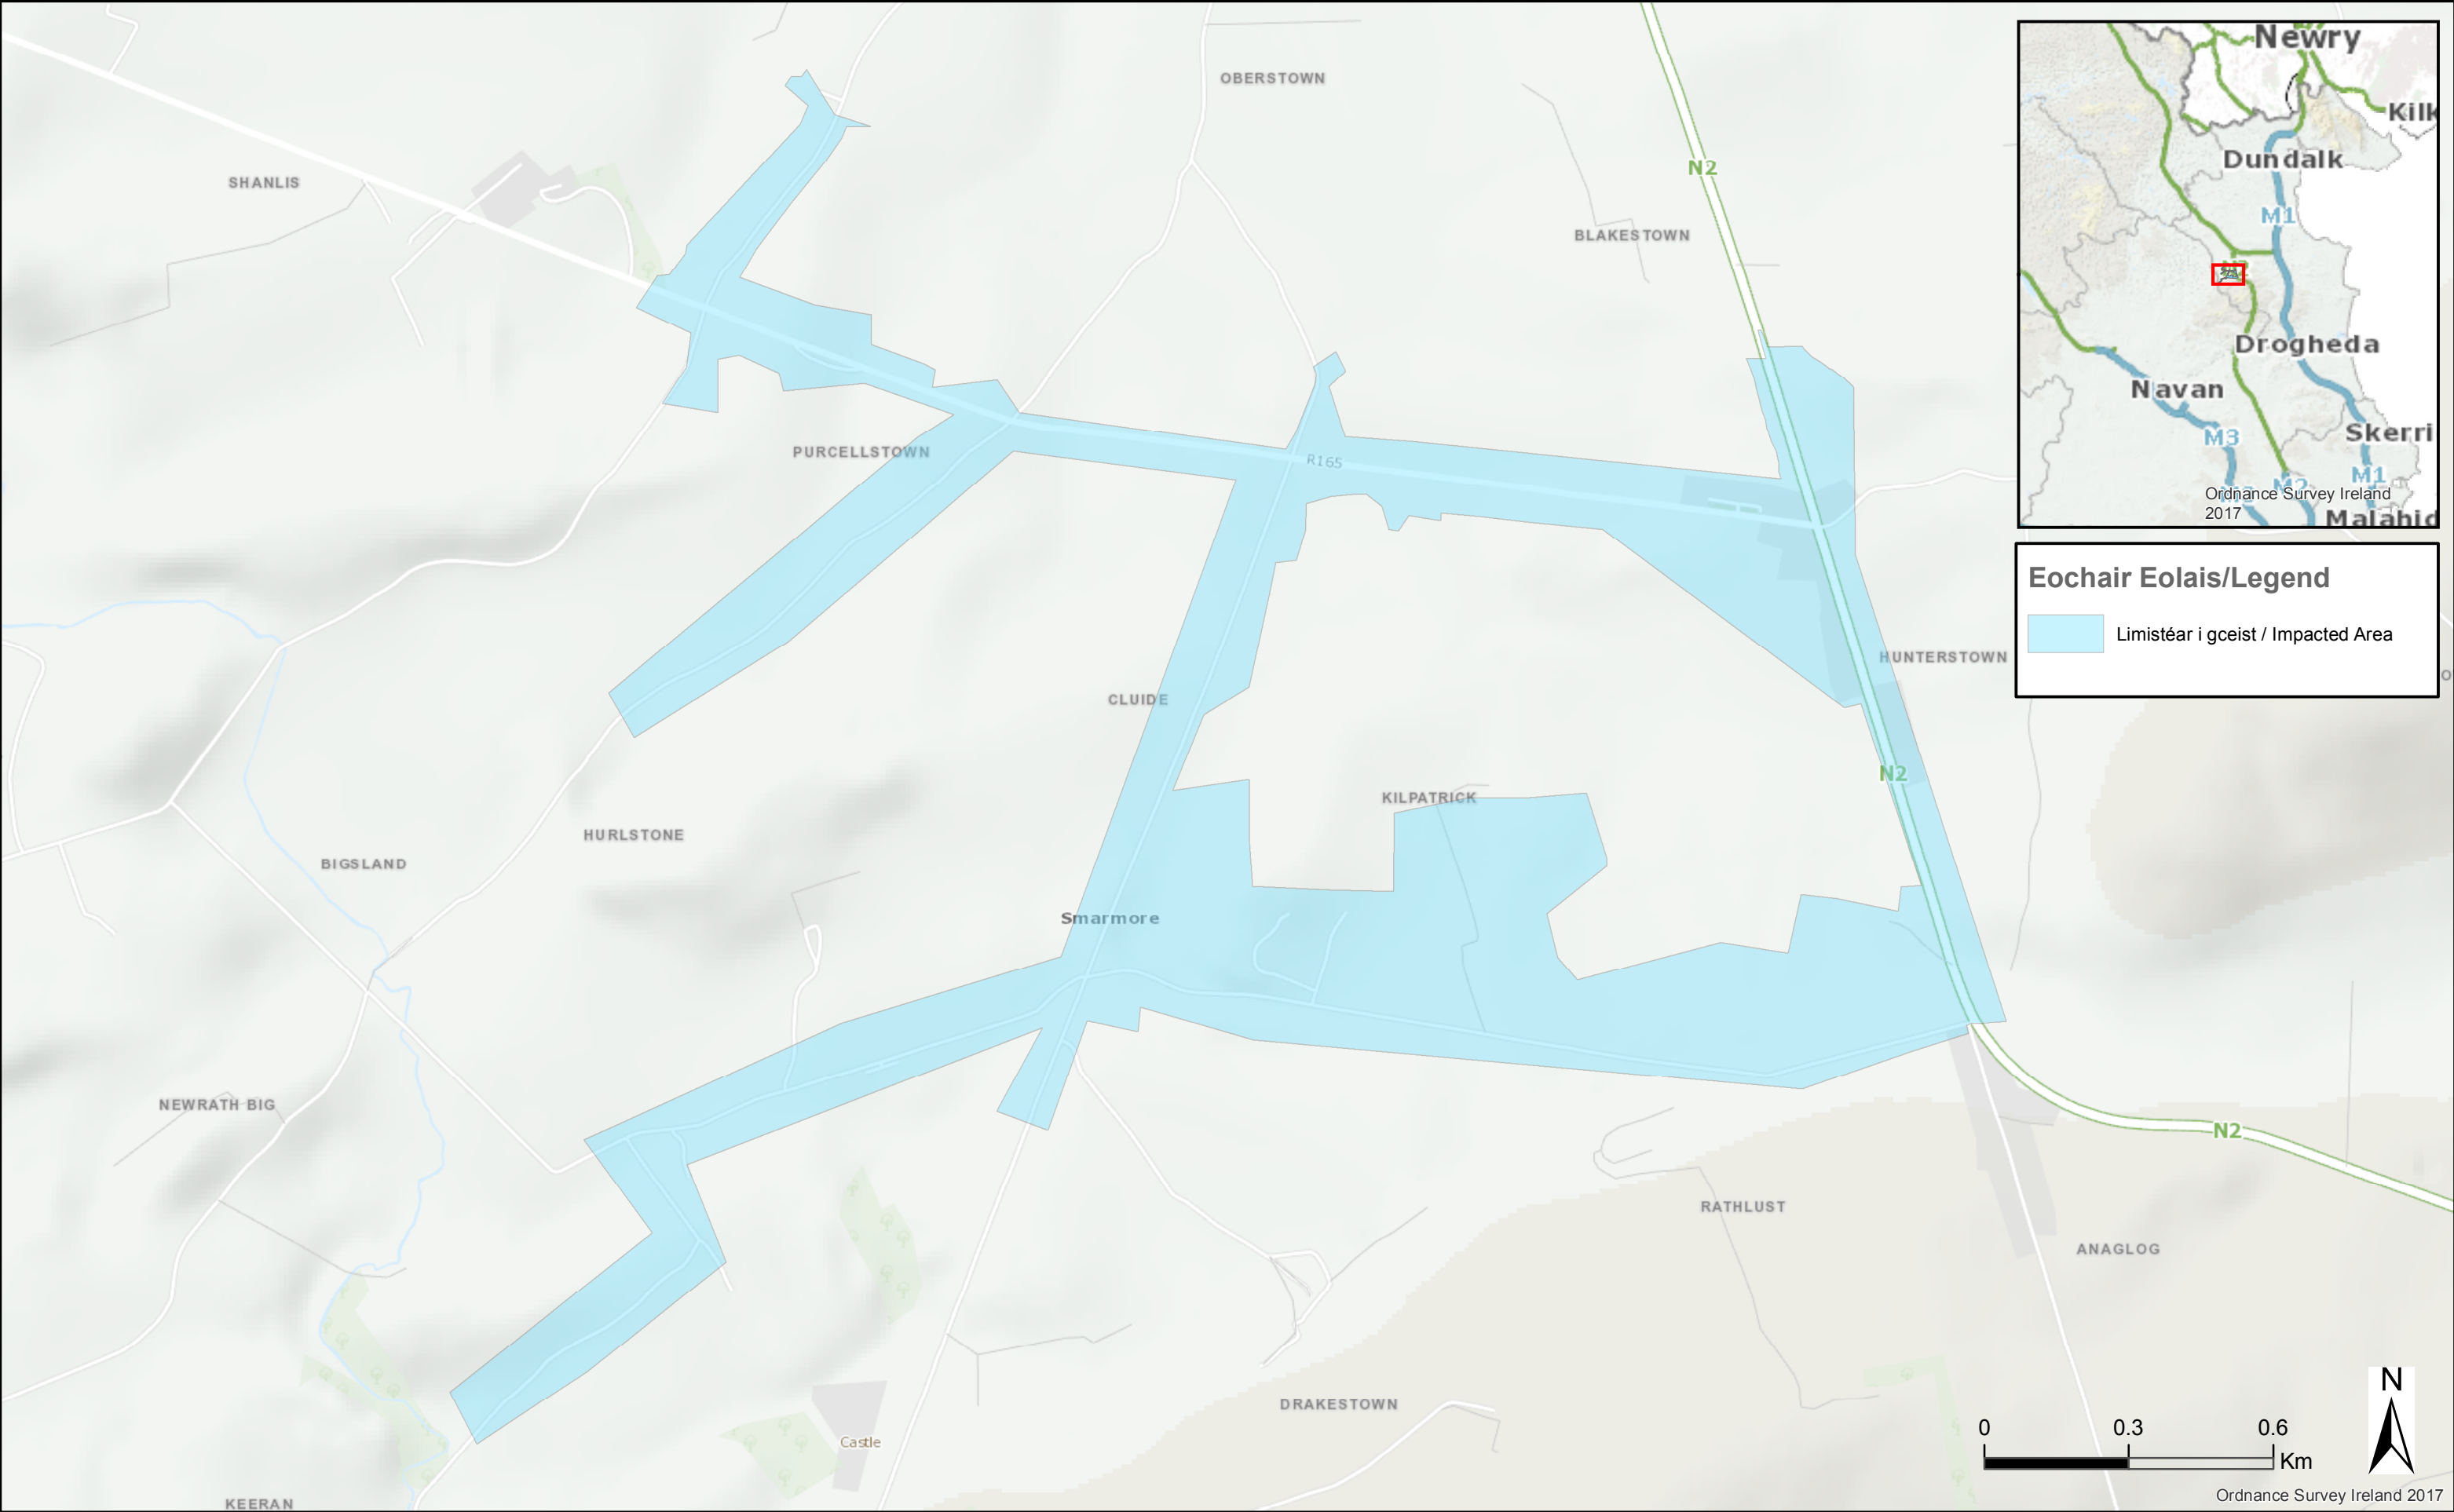 OBERSTOWN
SHANLIS
N2
BLAKESTOWN
PURCELLSTOWN
R165
HUNTERSTOWN
CLUIDE
N2
KILPATRICK
HURLSTONE
BIGSLAND
Smarmore
NEWRATH BIG
N2
RATHLUST
ANAGLOG
DRAKESTOWN
Castle
KEERAN
Newry
Kilk
Dundalk
M1
Drogheda
Navan
M3
Skerri
M1
M2
Ordnance Survey Ireland
2017
Malahid
Eochair Eolais/Legend
Limistéar i gceist / Impacted Area
N
0 0.3 0.6
Km
Ordnance Survey Ireland 2017